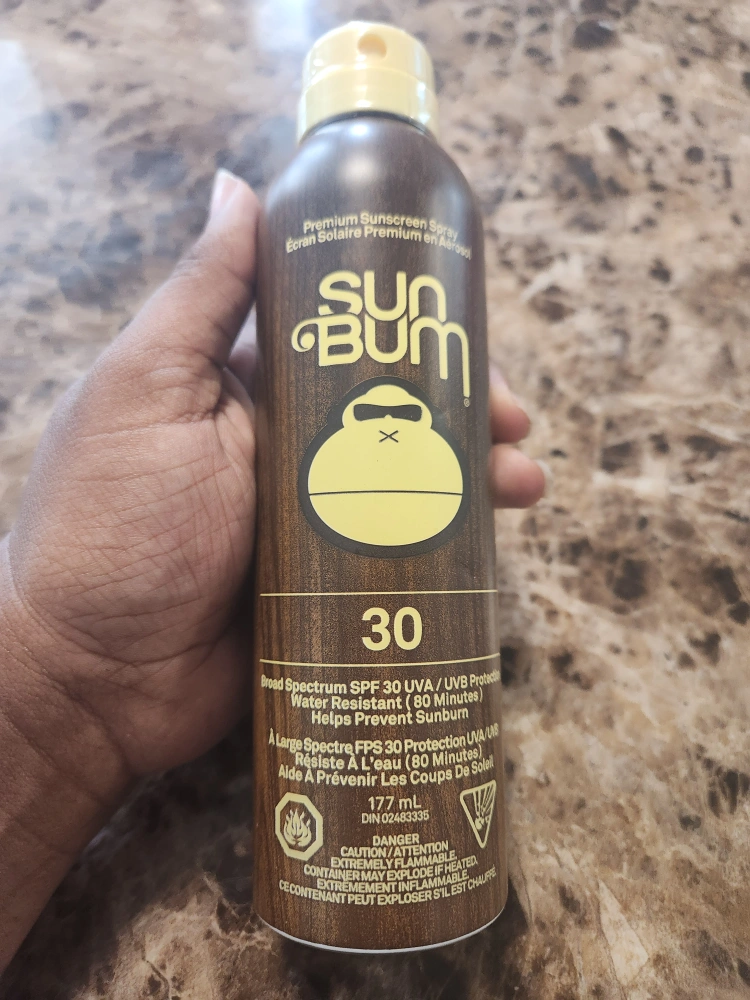 Premium Sunscreen Spray
Écran Solaire Premium en Aérosol
SUN
BUM
®
30
Broad Spectrum SPF 30 UVA / UVB Protection
Water Resistant ( 80 Minutes )
Helps Prevent Sunburn
À Large Spectre FPS 30 Protection UVA/UVB
Résiste À L'eau (80 Minutes)
Aide À Prévenir Les Coups De Soleil
177 mL
DIN 02483335
DANGER
CAUTION / ATTENTION
EXTREMELY FLAMMABLE.
CONTAINER MAY EXPLODE IF HEATED.
EXTRÊMEMENT INFLAMMABLE.
CE CONTENANT PEUT EXPLOSER S'IL EST CHAUFFÉ.